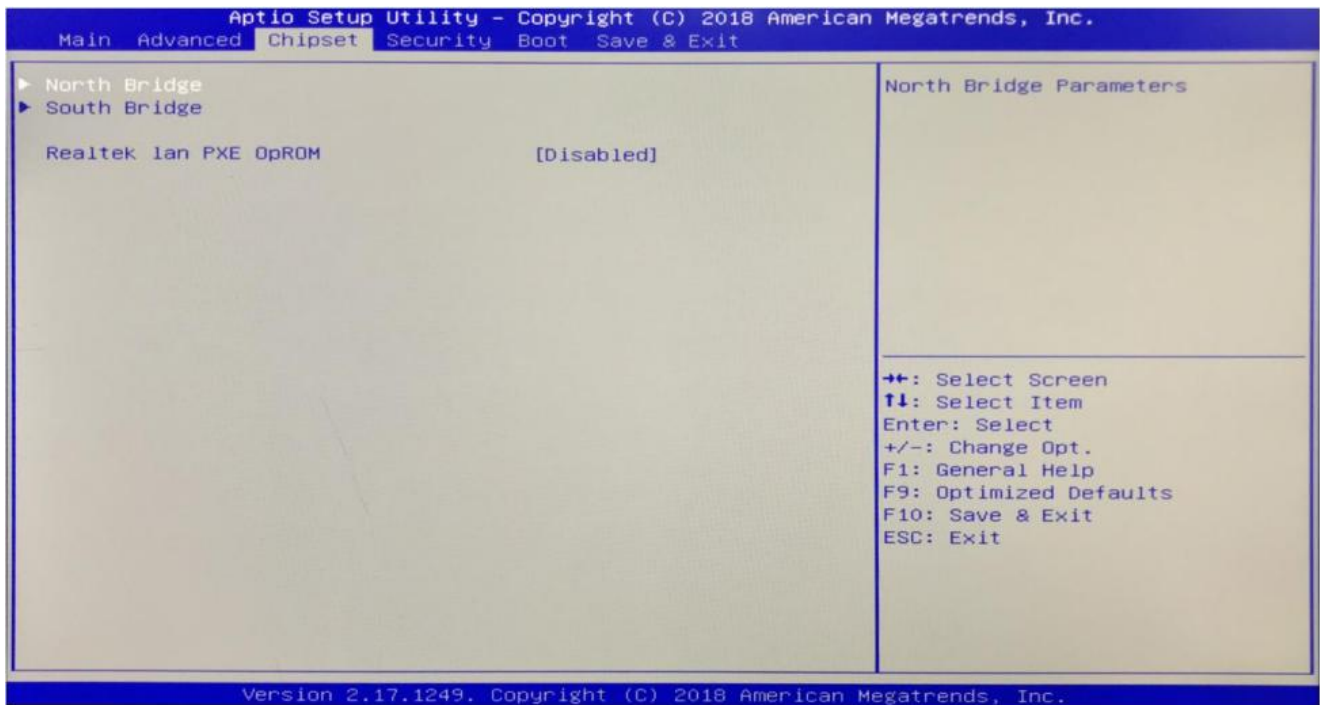 Aptio Setup Utility – Copyright (C) 2018 American Megatrends, Inc.
Main Advanced Chipset Security Boot Save & Exit
► North Bridge
► South Bridge
Realtek lan PXE OpROM [Disabled]
North Bridge Parameters
→←: Select Screen
↑↓: Select Item
Enter: Select
+/-: Change Opt.
F1: General Help
F9: Optimized Defaults
F10: Save & Exit
ESC: Exit
Version 2.17.1249. Copyright (C) 2018 American Megatrends, Inc.